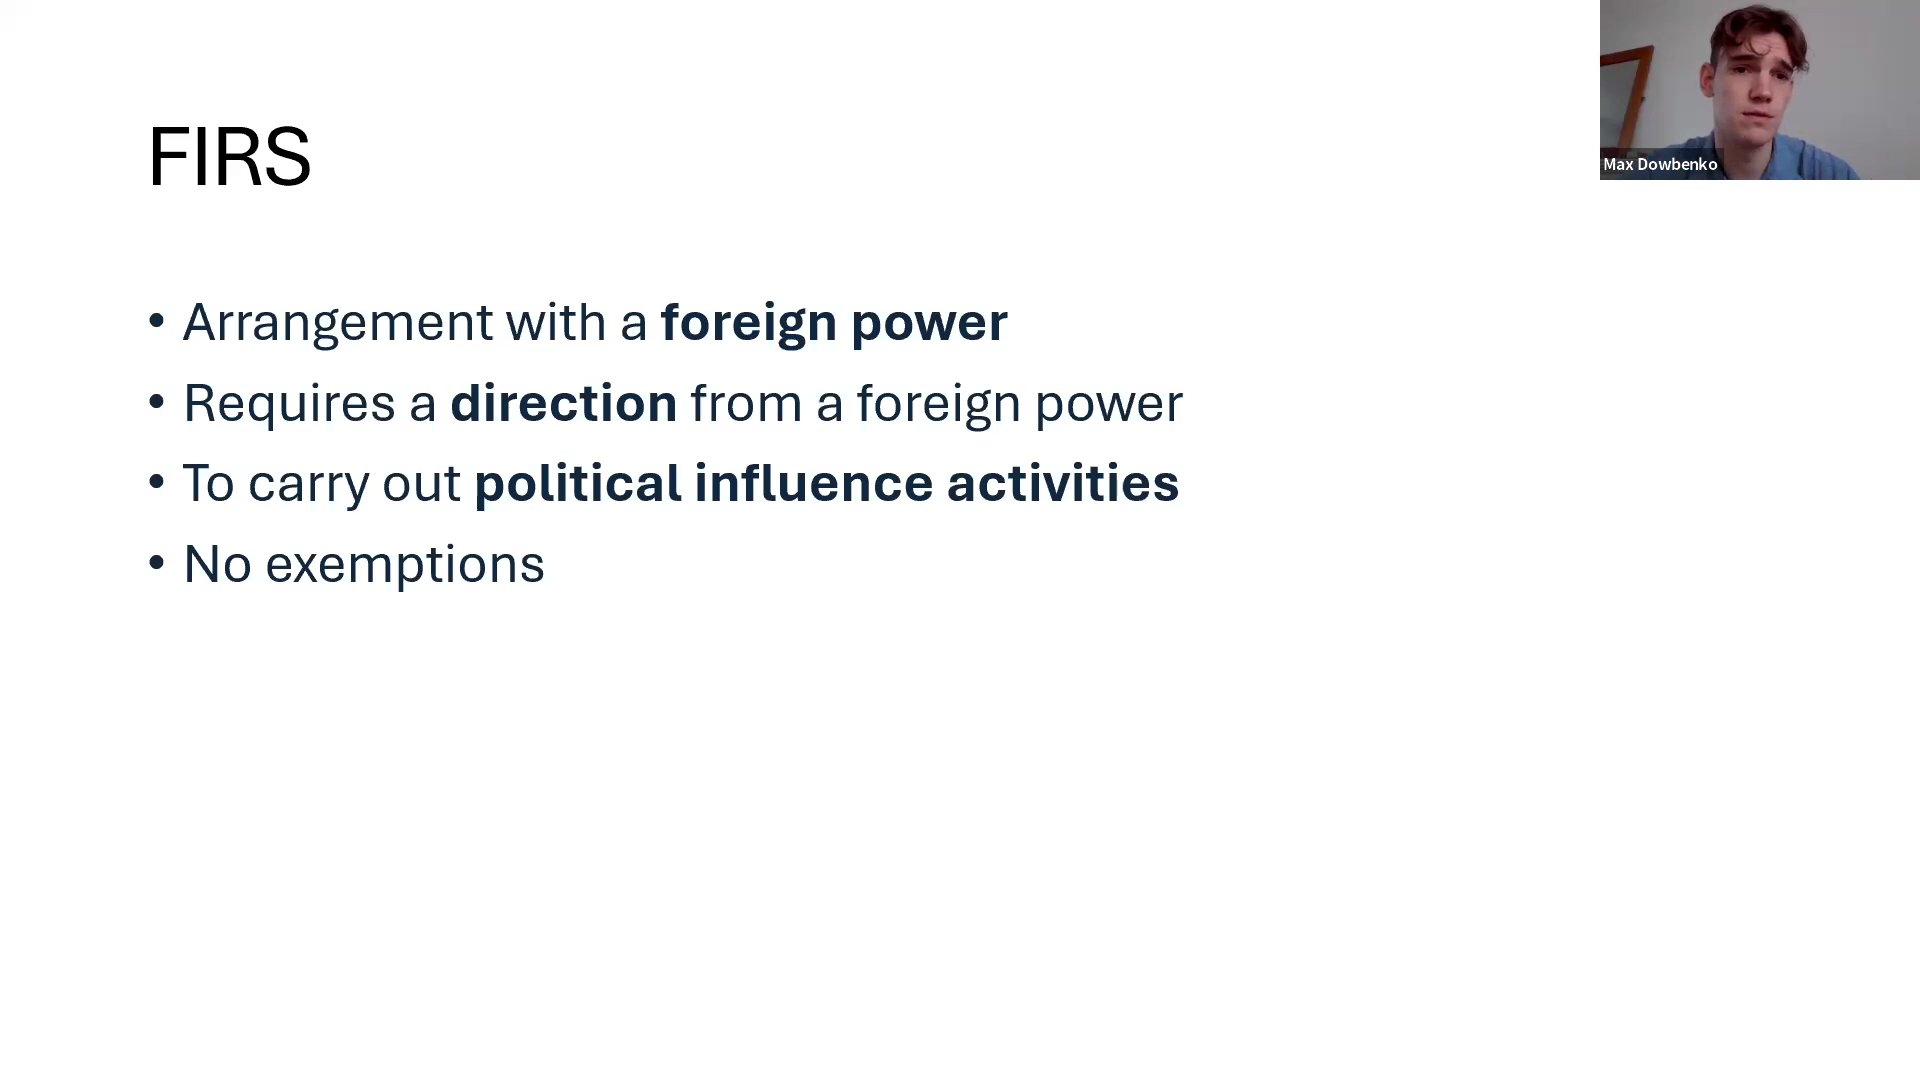 FIRS
Max Dowbenko
• Arrangement with a foreign power
• Requires a direction from a foreign power
• To carry out political influence activities
• No exemptions